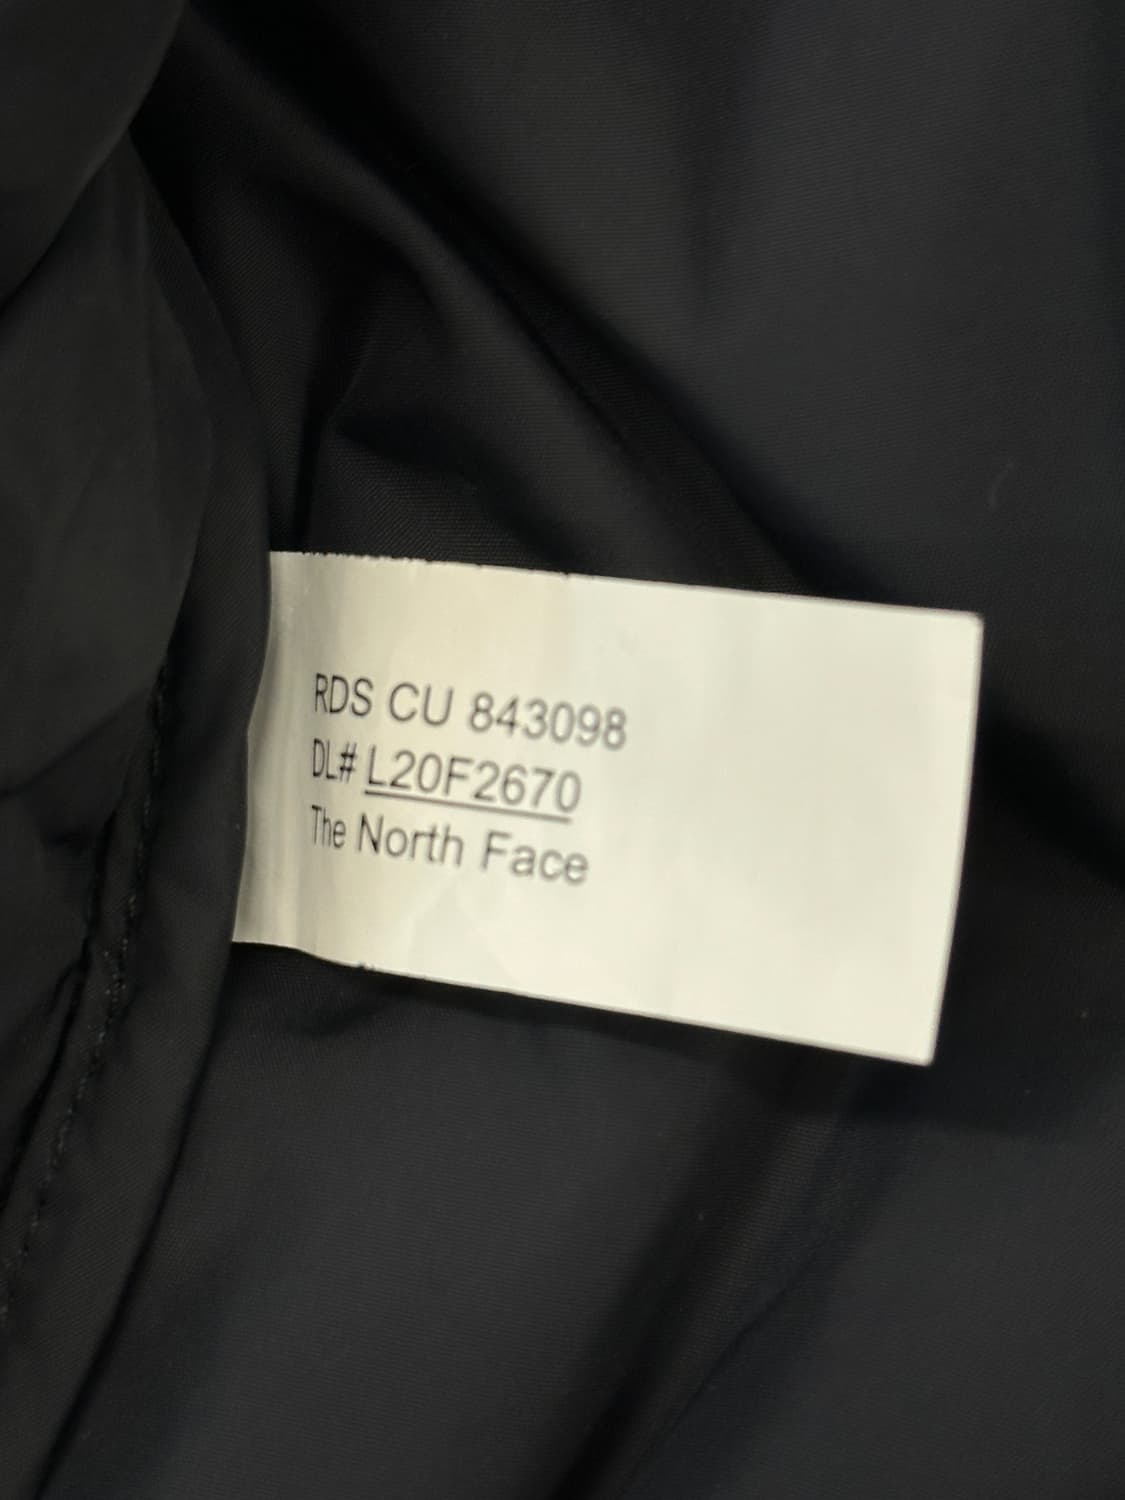 RDS CU 843098
DL# L20F2670
The North Face